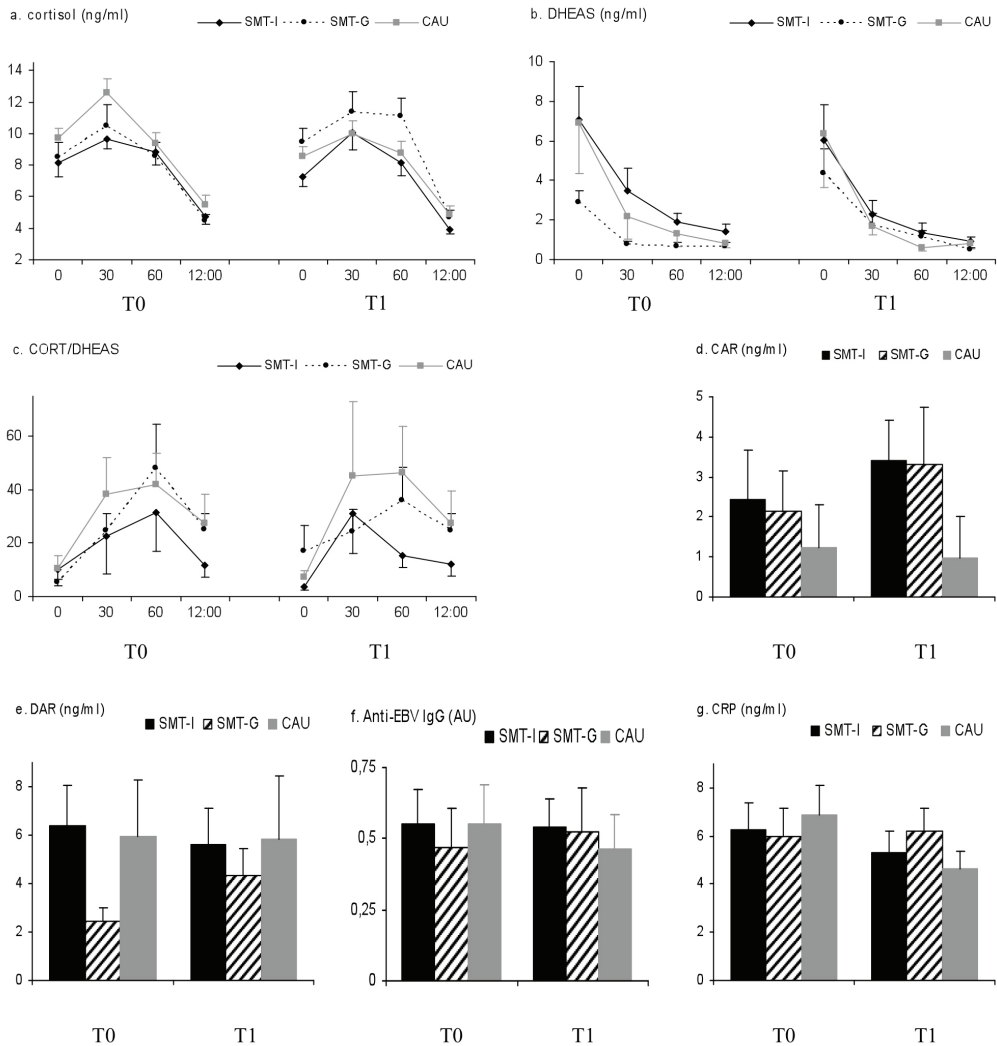 a. cortisol (ng/ml)
SMT-I SMT-G CAU
14
12
10
8
6
4
2
0 30 60 12:00 0 30 60 12:00
T0 T1
b. DHEAS (ng/ml)
SMT-I SMT-G CAU
10
8
6
4
2
0
0 30 60 12:00 0 30 60 12:00
T0 T1
c. CORT/DHEAS
SMT-I SMT-G CAU
60
40
20
0
0 30 60 12:00 0 30 60 12:00
T0 T1
d. CAR (ng/ml)
SMT-I SMT-G CAU
5
4
3
2
1
0
T0 T1
e. DAR (ng/ml)
SMT-I SMT-G CAU
8
6
4
2
0
T0 T1
f. Anti-EBV IgG (AU)
SMT-I SMT-G CAU
0,75
0,5
0,25
0
T0 T1
g. CRP (ng/ml)
SMT-I SMT-G CAU
8
6
4
2
0
T0 T1